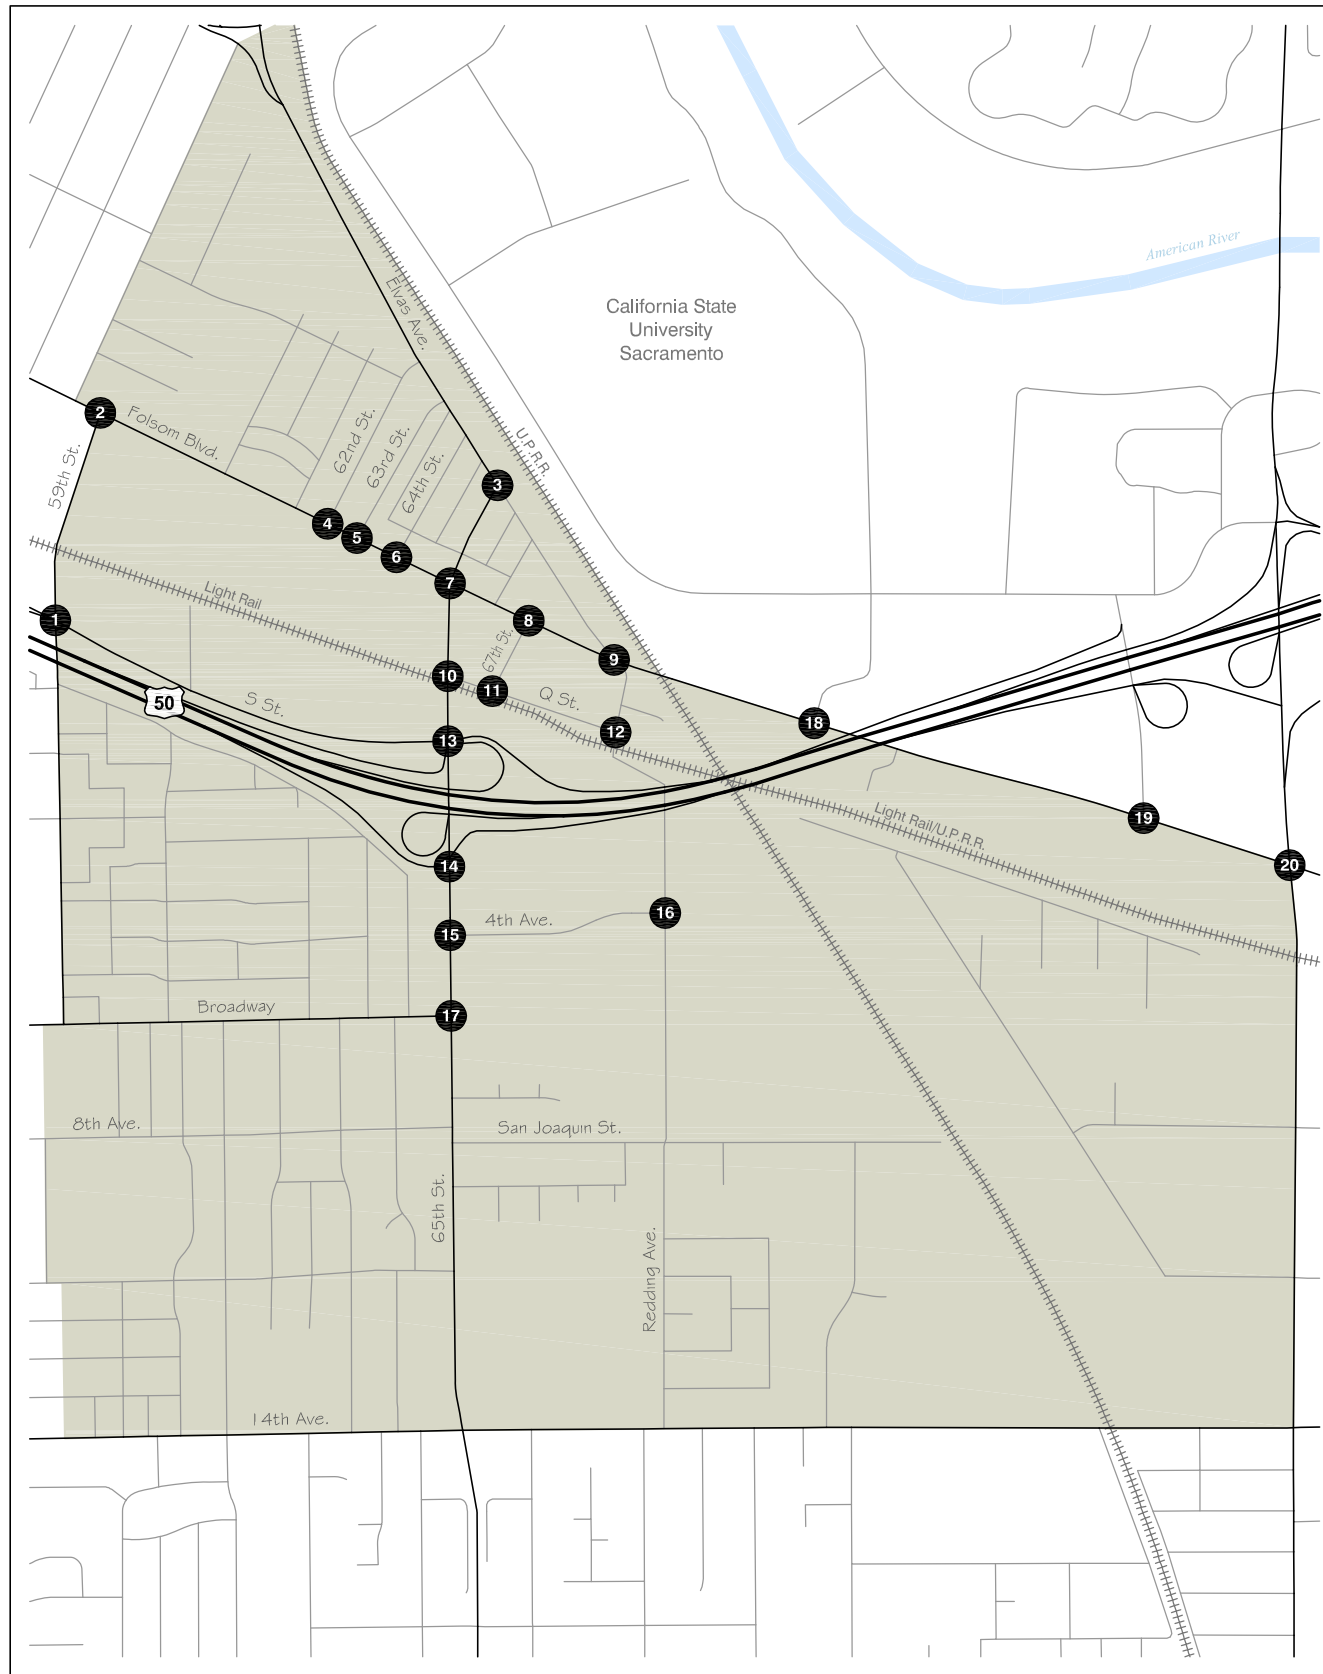 American River
Elvas Ave.
California State
University
Sacramento
2
Folsom Blvd.
62nd St.
63rd St.
64th St.
U.P.R.R.
59th St.
3
4
5
6
7
Light Rail
1
8
67th St.
9
10
11
Q St.
50
S St.
12
18
13
Light Rail/U.P.R.R.
19
14
20
16
4th Ave.
15
Broadway
17
8th Ave.
San Joaquin St.
65th St.
Redding Ave.
14th Ave.